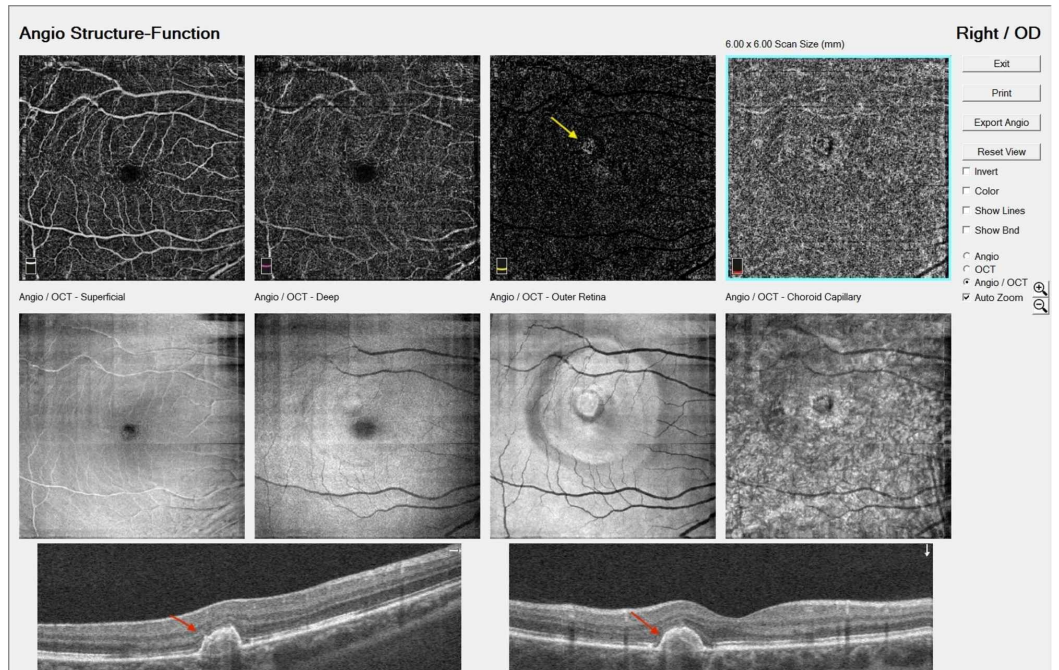 Angio Structure-Function
Right / OD
6.00 x 6.00 Scan Size (mm)
Exit
Print
Export Angio
Reset View
Invert
Color
Show Lines
Show Bnd
Angio
OCT
Angio / OCT
Auto Zoom
Angio / OCT - Superficial
Angio / OCT - Deep
Angio / OCT - Outer Retina
Angio / OCT - Choroid Capillary